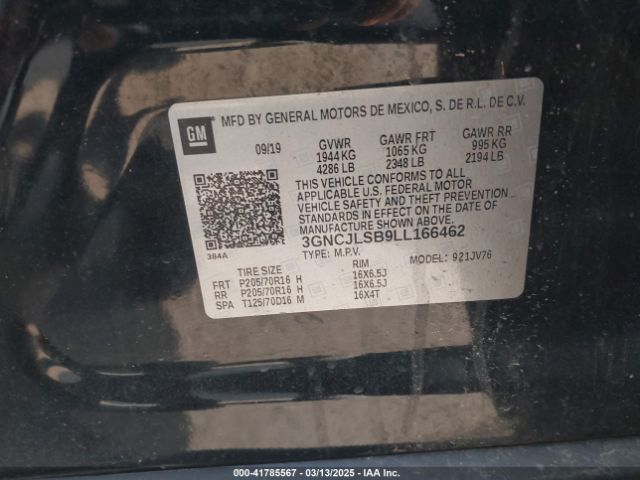 GM
MFD BY GENERAL MOTORS DE MEXICO, S. DE R.L. DE C.V.
09/19 GVWR GAWR FRT GAWR RR
1944 KG 1065 KG 995 KG
4286 LB 2348 LB 2194 LB
THIS VEHICLE CONFORMS TO ALL
APPLICABLE U.S. FEDERAL MOTOR
VEHICLE SAFETY AND THEFT PREVENTION
STANDARDS IN EFFECT ON THE DATE OF
MANUFACTURE SHOWN ABOVE.
3GNCJLSB9LL166462
384A
TYPE: M.P.V. MODEL: 921JV76
TIRE SIZE RIM
FRT P205/70R16 H 16X6.5J
RR P205/70R16 H 16X6.5J
SPA T125/70D16 M 16X4T
000-41785567 / 03/13/2025 / IAA Inc.